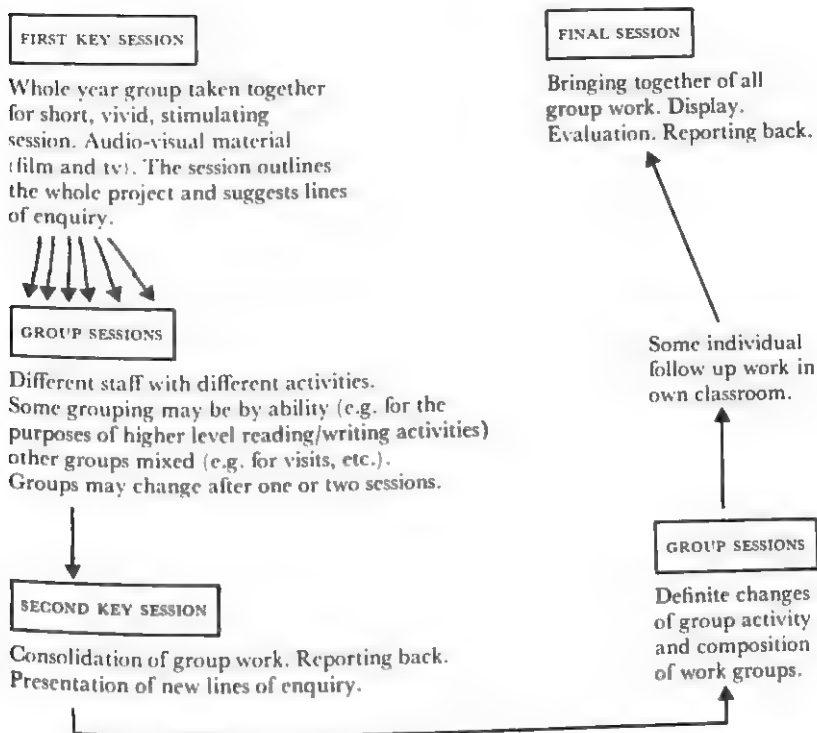 FIRST KEY SESSION
Whole year group taken together
for short, vivid, stimulating
session. Audio-visual material
(film and tv). The session outlines
the whole project and suggests lines
of enquiry.
GROUP SESSIONS
Different staff with different activities.
Some grouping may be by ability (e.g. for the
purposes of higher level reading/writing activities)
other groups mixed (e.g. for visits, etc.).
Groups may change after one or two sessions.
SECOND KEY SESSION
Consolidation of group work. Reporting back.
Presentation of new lines of enquiry.
GROUP SESSIONS
Definite changes
of group activity
and composition
of work groups.
Some individual
follow up work in
own classroom.
FINAL SESSION
Bringing together of all
group work. Display.
Evaluation. Reporting back.